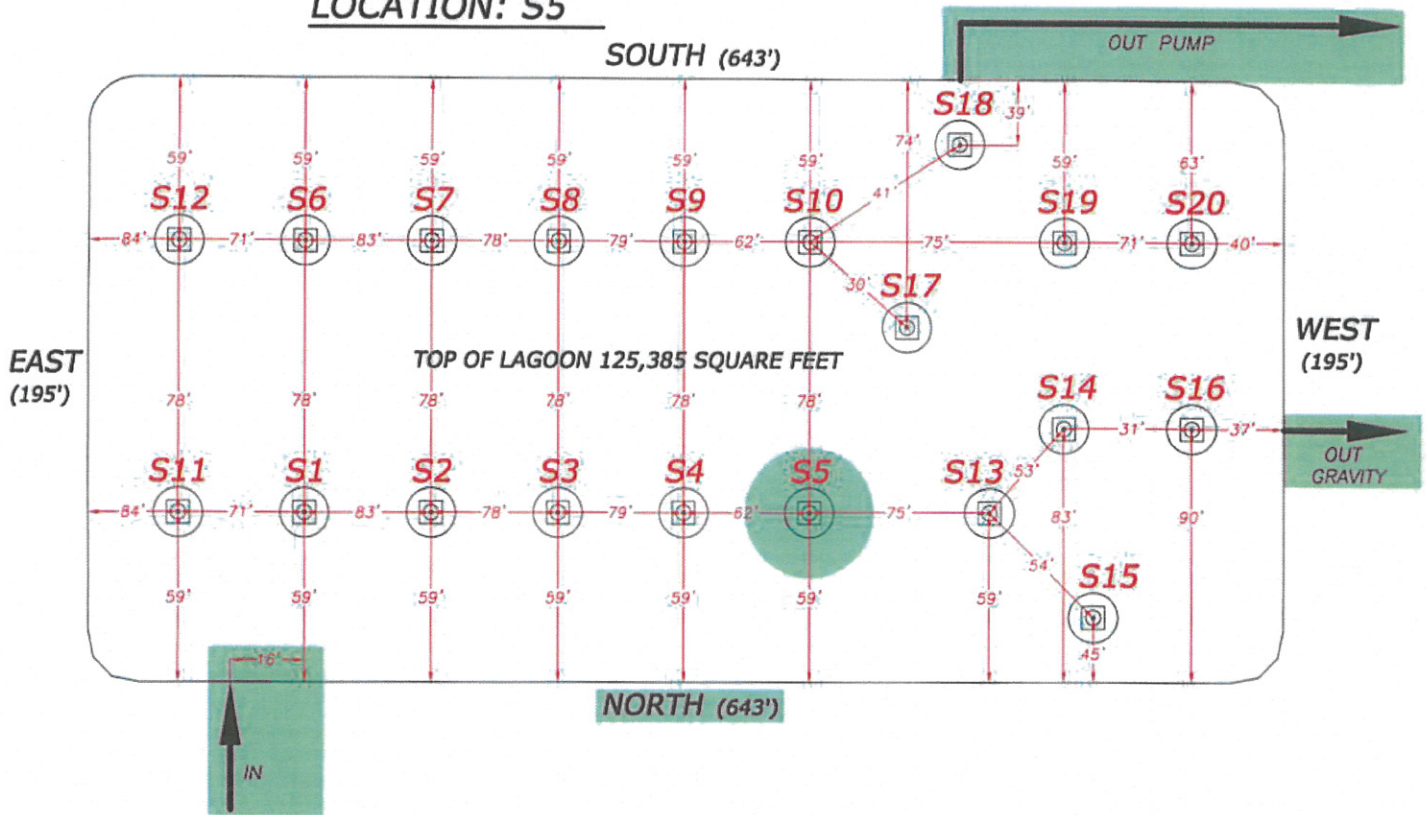 LOCATION: S5
OUT PUMP
SOUTH (643')
S18
39'
74'
59' 59' 59' 59' 59' 59' 59' 63'
41'
S12 S6 S7 S8 S9 S10 S19 S20
84' 71' 83' 78' 79' 62' 75' 71' 40'
30'
S17
EAST
(195')
WEST
(195')
TOP OF LAGOON 125,385 SQUARE FEET
78' 78' 78' 78' 78' 78'
S14 S16
31' 37'
OUT
GRAVITY
S11 S1 S2 S3 S4 S5 S13
53'
84' 71' 83' 78' 79' 62' 75' 83' 90'
54'
S15
59' 59' 59' 59' 59' 59' 59'
45'
16'
NORTH (643')
IN